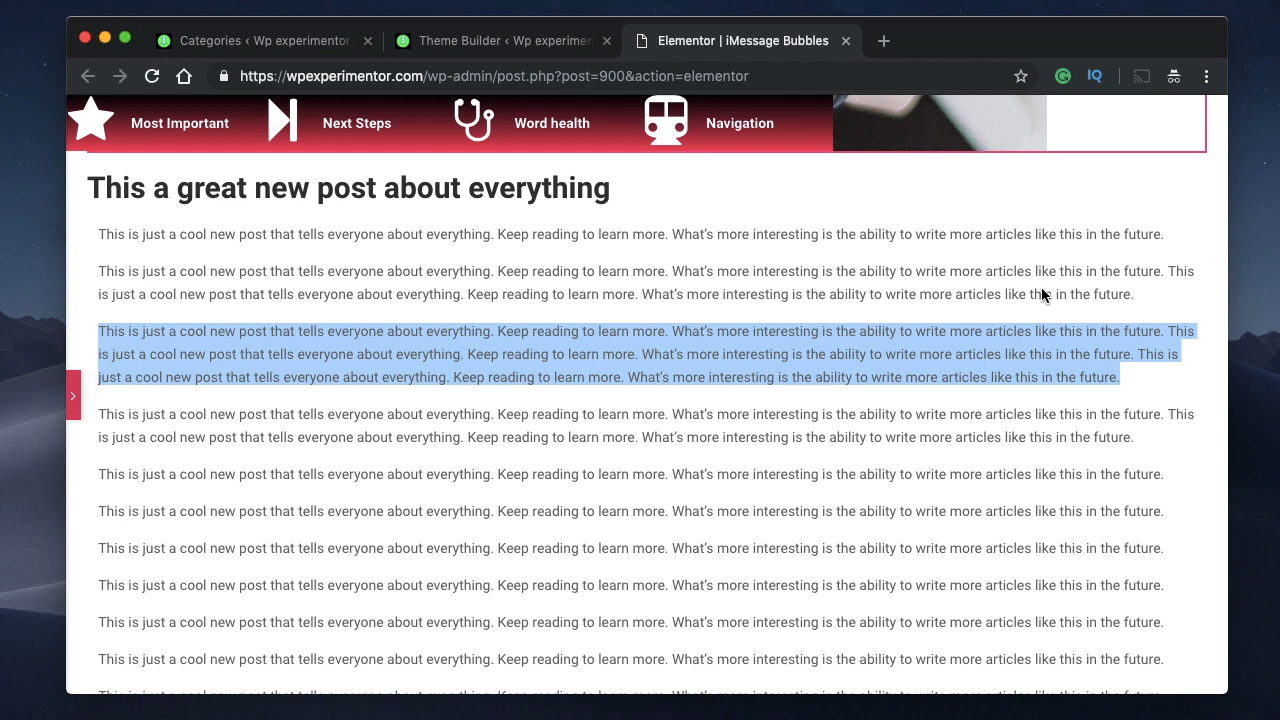 Categories ‹ Wp experimentor
Theme Builder ‹ Wp experimen
Elementor | iMessage Bubbles
https://wpexperimentor.com/wp-admin/post.php?post=900&action=elementor
IQ
Most Important
Next Steps
Word health
Navigation
This a great new post about everything
This is just a cool new post that tells everyone about everything. Keep reading to learn more. What's more interesting is the ability to write more articles like this in the future.
This is just a cool new post that tells everyone about everything. Keep reading to learn more. What's more interesting is the ability to write more articles like this in the future. This
is just a cool new post that tells everyone about everything. Keep reading to learn more. What's more interesting is the ability to write more articles like this in the future.
This is just a cool new post that tells everyone about everything. Keep reading to learn more. What's more interesting is the ability to write more articles like this in the future. This
is just a cool new post that tells everyone about everything. Keep reading to learn more. What's more interesting is the ability to write more articles like this in the future. This is
just a cool new post that tells everyone about everything. Keep reading to learn more. What's more interesting is the ability to write more articles like this in the future.
This is just a cool new post that tells everyone about everything. Keep reading to learn more. What's more interesting is the ability to write more articles like this in the future. This
is just a cool new post that tells everyone about everything. Keep reading to learn more. What's more interesting is the ability to write more articles like this in the future.
This is just a cool new post that tells everyone about everything. Keep reading to learn more. What's more interesting is the ability to write more articles like this in the future.
This is just a cool new post that tells everyone about everything. Keep reading to learn more. What's more interesting is the ability to write more articles like this in the future.
This is just a cool new post that tells everyone about everything. Keep reading to learn more. What's more interesting is the ability to write more articles like this in the future.
This is just a cool new post that tells everyone about everything. Keep reading to learn more. What's more interesting is the ability to write more articles like this in the future.
This is just a cool new post that tells everyone about everything. Keep reading to learn more. What's more interesting is the ability to write more articles like this in the future.
This is just a cool new post that tells everyone about everything. Keep reading to learn more. What's more interesting is the ability to write more articles like this in the future.